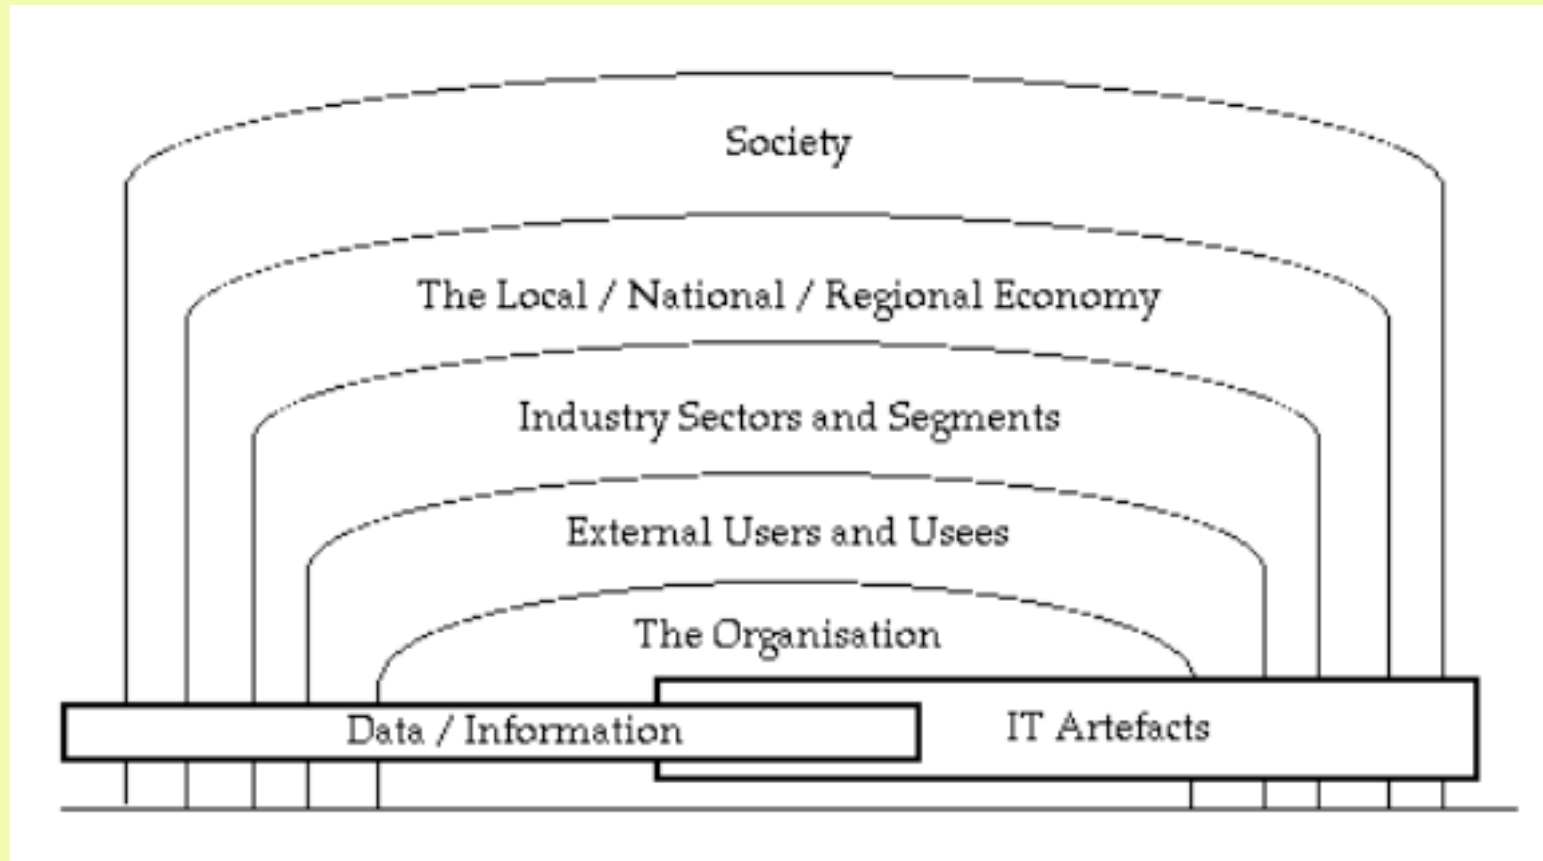 Society
The Local / National / Regional Economy
Industry Sectors and Segments
External Users and Usees
The Organisation
Data / Information
IT Artefacts